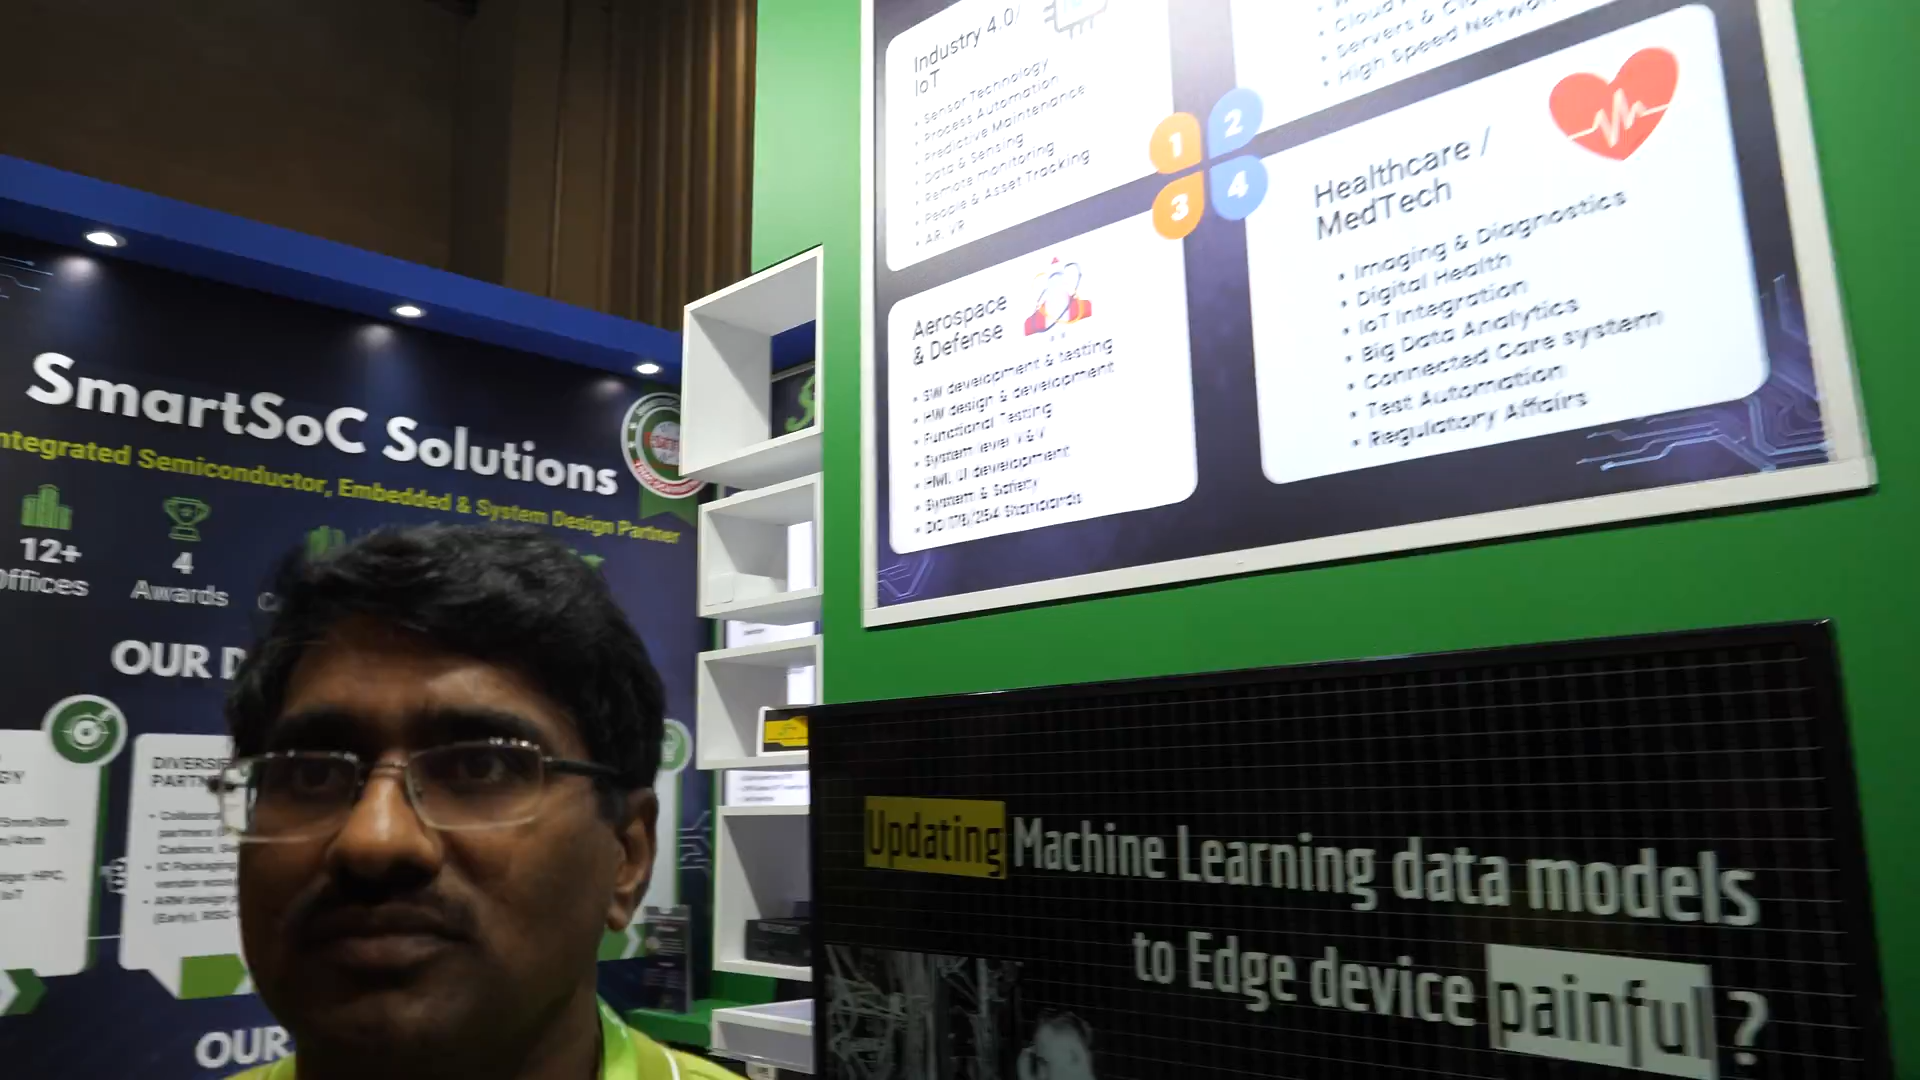 SmartSoC Solutions
Integrated Semiconductor, Embedded & System Design Partner
12+
Offices
4
Awards
OUR
DIVERSIF
PARTN
OUR
Industry 4.0/
IoT
• Sensor Technology
• Process Automation
• Predictive Maintenance
• Data & Sensing
• Remote monitoring
• People & Asset Tracking
• AR, VR
• Servers &
• High Speed
1
2
3
4
Aerospace
& Defense
• SW development & testing
• HW design & development
• Functional Testing
• System level V&V
• HMI, UI development
• System & Safety
• DO 178/254 Standards
Healthcare /
MedTech
• Imaging & Diagnostics
• Digital Health
• IoT Integration
• Big Data Analytics
• Connected Care system
• Test Automation
• Regulatory Affairs
Updating Machine Learning data models
to Edge device painful ?